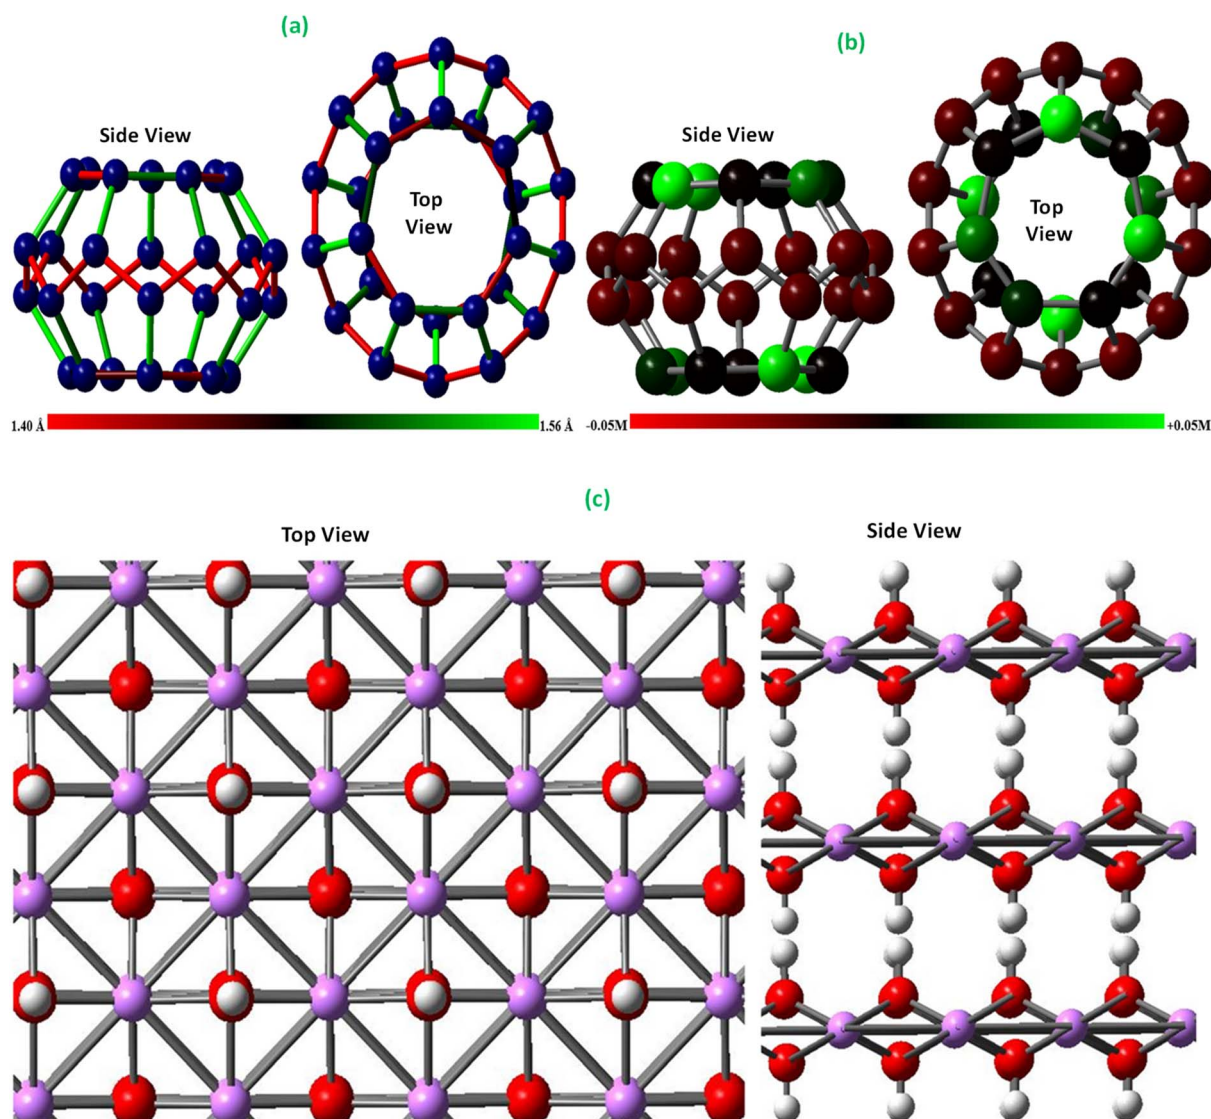 (a)
(b)
Side View
Top
View
Side View
Top
View
1.40 Å
1.56 Å
-0.05M
+0.05M
(c)
Top View
Side View